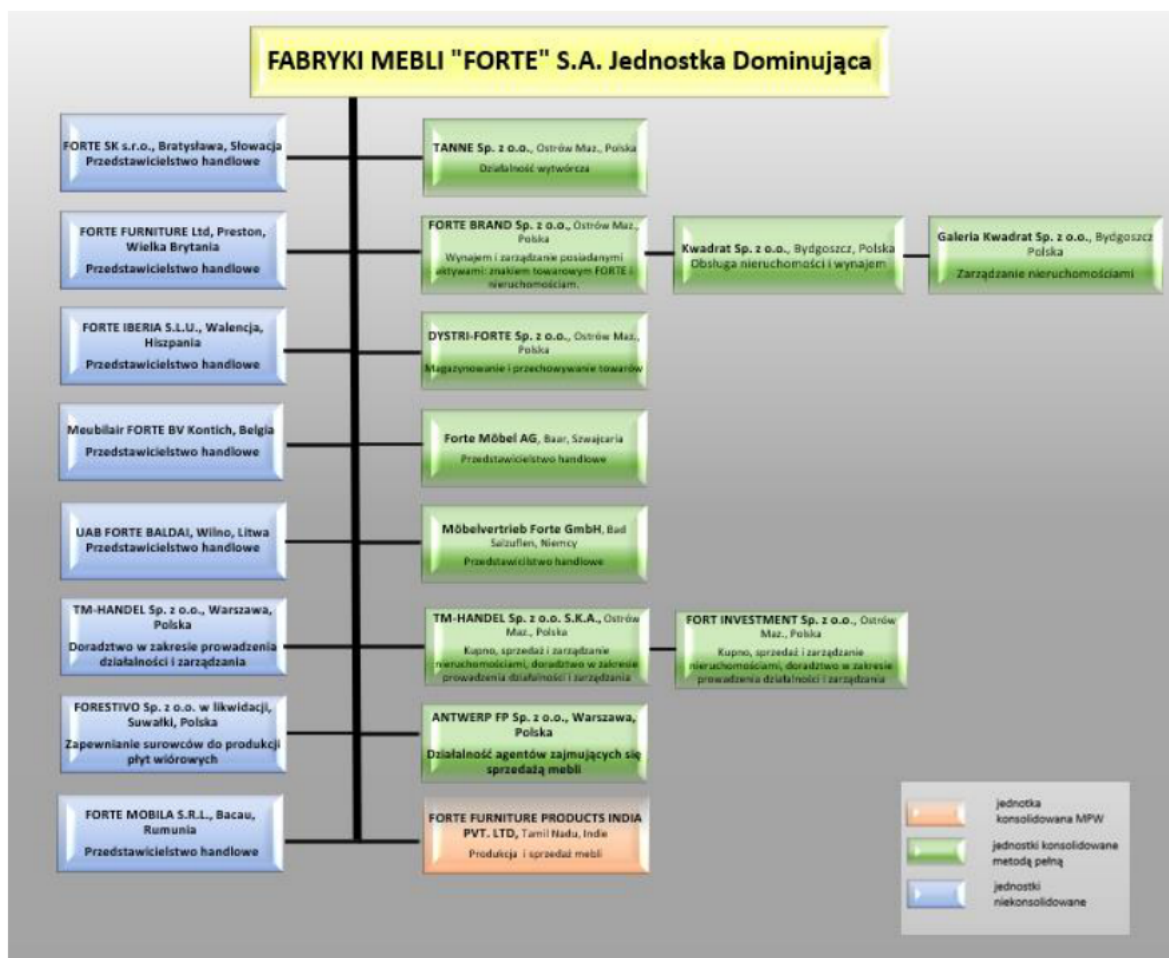 FABRYKI MEBLI "FORTE" S.A. Jednostka Dominująca
FORTE SK s.r.o., Bratysława, Słowacja
Przedstawicielstwo handlowe
TANNE Sp. z o.o., Ostrów Maz., Polska
Działalność wytwórcza
FORTE FURNITURE Ltd, Preston,
Wielka Brytania
Przedstawicielstwo handlowe
FORTE BRAND Sp. z o.o., Ostrów Maz.,
Polska
Wynajem i zarządzanie posiadanymi
aktywami: znakiem towarowym FORTE i
nieruchomościam.
Kwadrat Sp. z o.o., Bydgoszcz, Polska
Obsługa nieruchomości i wynajem
Galeria Kwadrat Sp. z o.o., Bydgoszcz
Polska
Zarządzanie nieruchomościami
FORTE IBERIA S.L.U., Walencja,
Hiszpania
Przedstawicielstwo handlowe
DYSTRI-FORTE Sp. z o.o., Ostrów Maz.,
Polska
Magazynowanie i przechowywanie towarów
Meubilair FORTE BV Kontich, Belgia
Przedstawicielstwo handlowe
Forte Möbel AG, Baar, Szwajcaria
Przedstawicielstwo handlowe
UAB FORTE BALDAI, Wilno, Litwa
Przedstawicielstwo handlowe
Möbelvertrieb Forte GmbH, Bad
Salzuflen, Niemcy
Przedstawicilstwo handlowe
TM-HANDEL Sp. z o.o., Warszawa,
Polska
Doradztwo w zakresie prowadzenia
działalności i zarządzania
TM-HANDEL Sp. z o.o. S.K.A., Ostrów
Maz., Polska
Kupno, sprzedaż i zarządzanie
nieruchomościami, doradztwo w zakresie
prowadzenia działalności i zarządzania
FORT INVESTMENT Sp. z o.o., Ostrów
Maz., Polska
Kupno, sprzedaż i zarządzanie
nieruchomościami, doradztwo w zakresie
prowadzenia działalności i zarządzania
FORESTIVO Sp. z o.o. w likwidacji,
Suwałki, Polska
Zapewnianie surowców do produkcji
płyt wiórowych
ANTWERP FP Sp. z o.o., Warszawa,
Polska
Działalność agentów zajmujących się
sprzedażą mebli
FORTE MOBILA S.R.L., Bacau,
Rumunia
Przedstawicielstwo handlowe
FORTE FURNITURE PRODUCTS INDIA
PVT. LTD, Tamil Nadu, Indie
Produkcja i sprzedaż mebli
jednotka
konsolidowana MPW
jednostki konsolidowane
metodą pełną
jednostki
niekonsolidowane